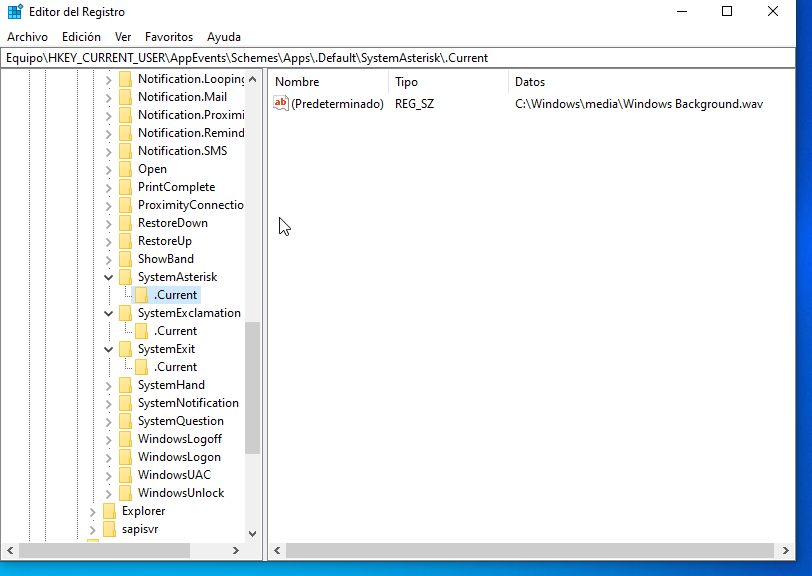 Editor del Registro
Archivo Edición Ver Favoritos Ayuda
Equipo\HKEY_CURRENT_USER\AppEvents\Schemes\Apps\.Default\SystemAsterisk\.Current
Notification.Looping
Notification.Mail
Notification.Proximi
Notification.Remind
Notification.SMS
Open
PrintComplete
ProximityConnectio
RestoreDown
RestoreUp
ShowBand
SystemAsterisk
.Current
SystemExclamation
.Current
SystemExit
.Current
SystemHand
SystemNotification
SystemQuestion
WindowsLogoff
WindowsLogon
WindowsUAC
WindowsUnlock
Explorer
sapisvr
Nombre Tipo Datos
ab (Predeterminado) REG_SZ C:\Windows\media\Windows Background.wav